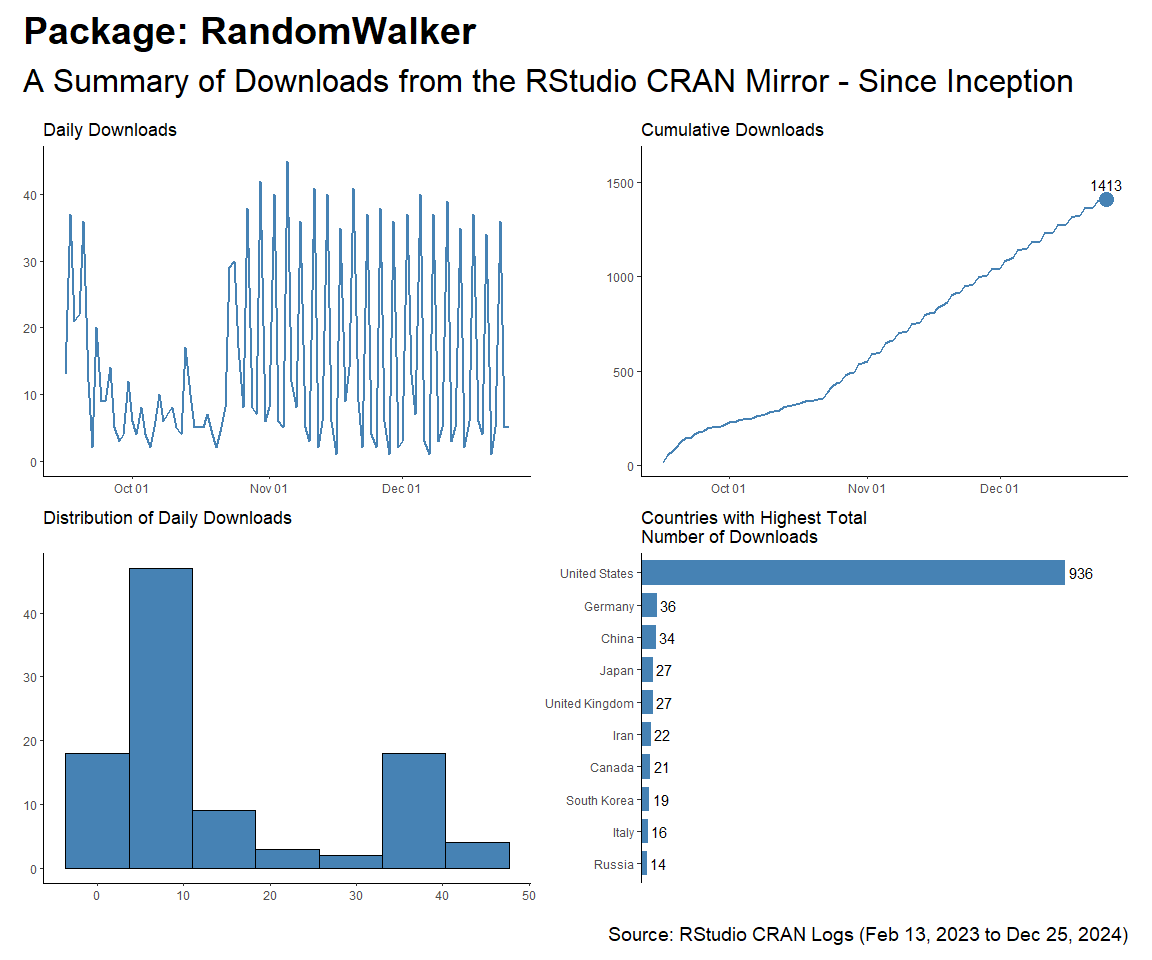 Package: RandomWalker
A Summary of Downloads from the RStudio CRAN Mirror - Since Inception
Daily Downloads
40
30
20
10
0
Oct 01
Nov 01
Dec 01
Cumulative Downloads
1500
1000
500
0
1413
Oct 01
Nov 01
Dec 01
Distribution of Daily Downloads
40
30
20
10
0
0
10
20
30
40
50
Countries with Highest Total
Number of Downloads
United States 936
Germany 36
China 34
Japan 27
United Kingdom 27
Iran 22
Canada 21
South Korea 19
Italy 16
Russia 14
Source: RStudio CRAN Logs (Feb 13, 2023 to Dec 25, 2024)